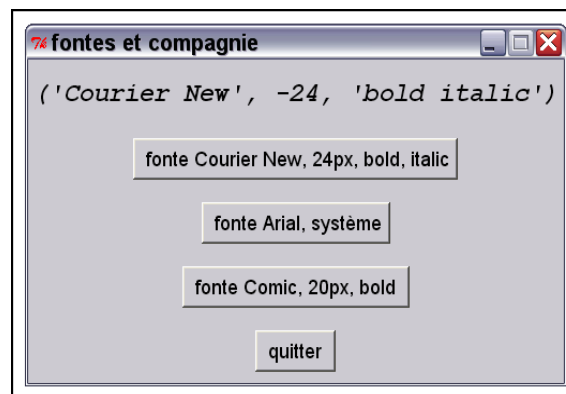 fontes et compagnie
('Courier New', -24, 'bold italic')
fonte Courier New, 24px, bold, italic
fonte Arial, système
fonte Comic, 20px, bold
quitter